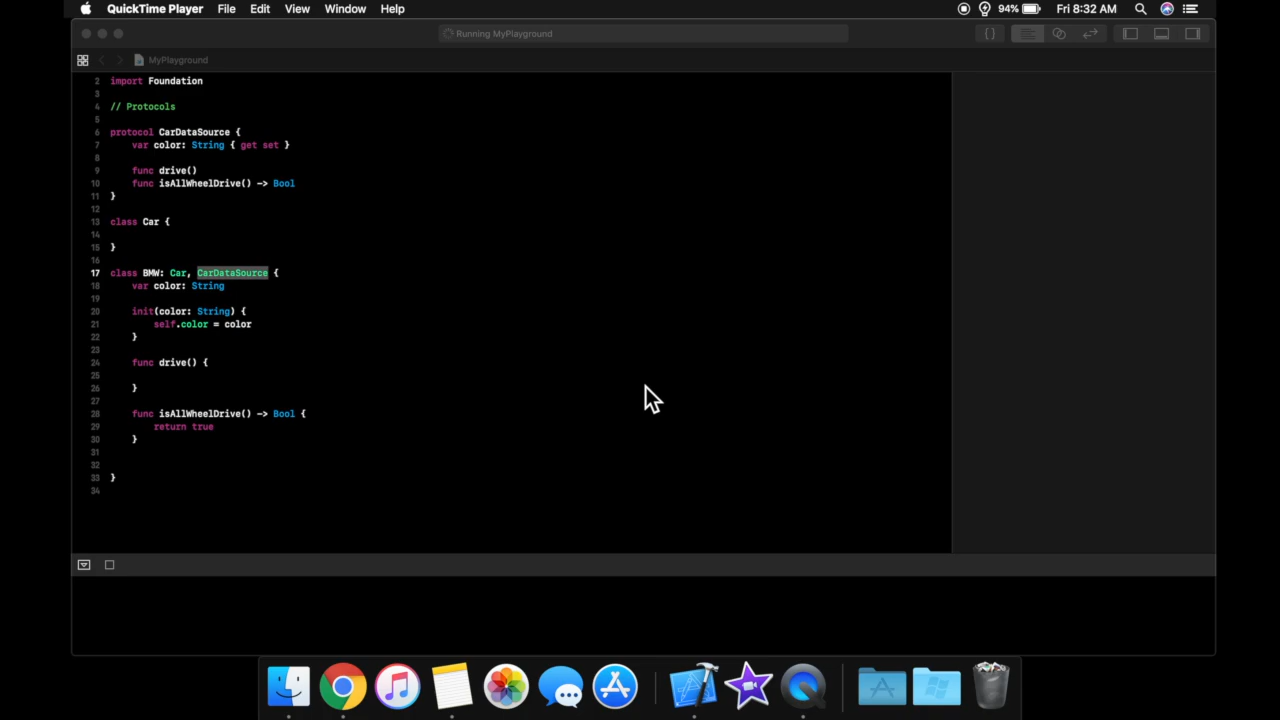 QuickTime Player File Edit View Window Help 94% Fri 8:32 AM
Running MyPlayground {}
MyPlayground
2 import Foundation
3
4 // Protocols
5
6 protocol CarDataSource {
7 var color: String { get set }
8
9 func drive()
10 func isAllWheelDrive() -> Bool
11 }
12
13 class Car {
14
15 }
16
17 class BMW: Car, CarDataSource {
18 var color: String
19
20 init(color: String) {
21 self.color = color
22 }
23
24 func drive() {
25
26 }
27
28 func isAllWheelDrive() -> Bool {
29 return true
30 }
31
32
33 }
34